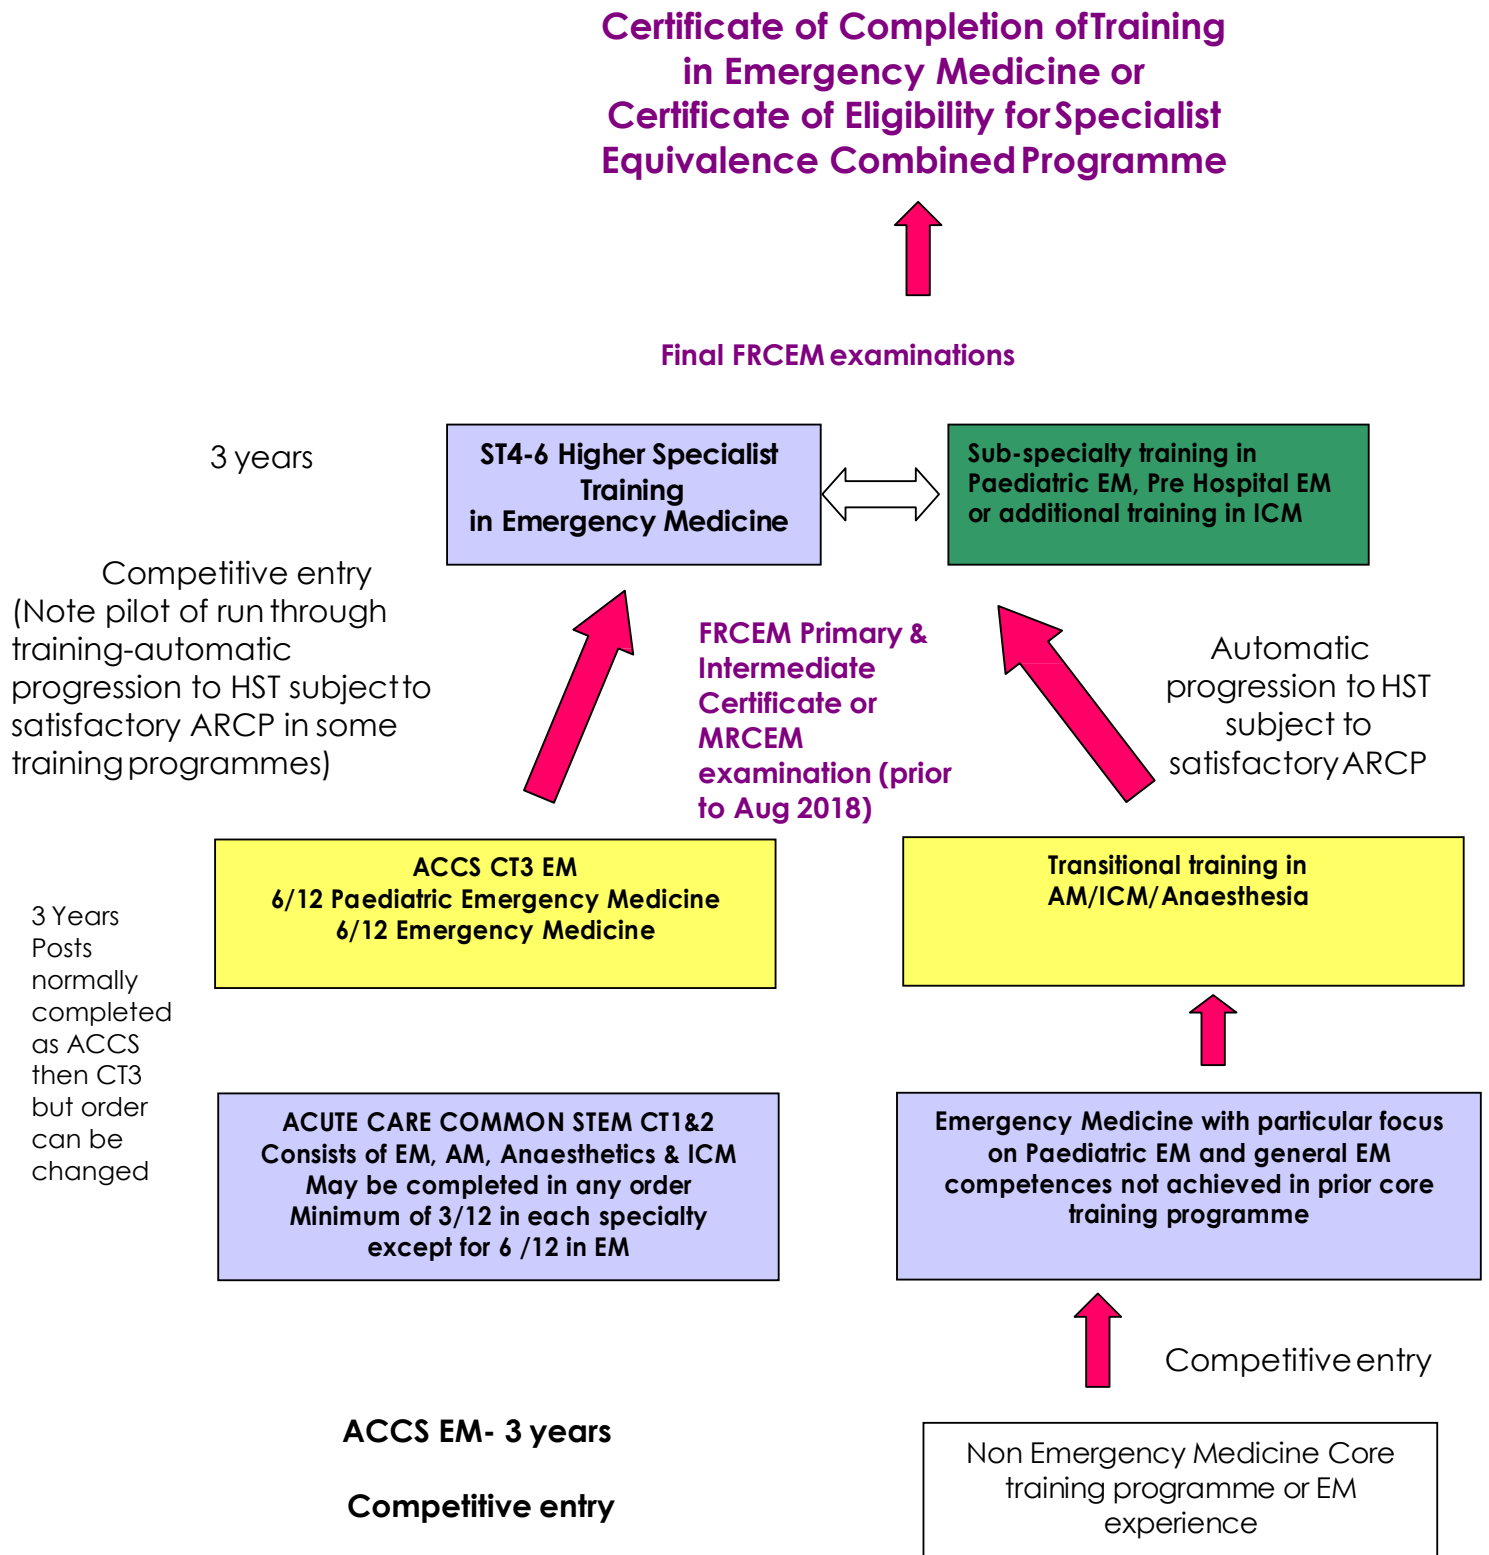 Certificate of Completion ofTraining
in Emergency Medicine or
Certificate of Eligibility for Specialist
Equivalence Combined Programme
Final FRCEM examinations
3 years
ST4-6 Higher Specialist
Training
in Emergency Medicine
Sub-specialty training in
Paediatric EM, Pre Hospital EM
or additional training in ICM
Competitive entry
(Note pilot of run through
training-automatic
progression to HST subject to
satisfactory ARCP in some
training programmes)
FRCEM Primary &
Intermediate
Certificate or
MRCEM
examination (prior
to Aug 2018)
Automatic
progression to HST
subject to
satisfactory ARCP
3 Years
Posts
normally
completed
as ACCS
then CT3
but order
can be
changed
ACCS CT3 EM
6/12 Paediatric Emergency Medicine
6/12 Emergency Medicine
Transitional training in
AM/ICM/Anaesthesia
ACUTE CARE COMMON STEM CT1&2
Consists of EM, AM, Anaesthetics & ICM
May be completed in any order
Minimum of 3/12 in each specialty
except for 6 /12 in EM
Emergency Medicine with particular focus
on Paediatric EM and general EM
competences not achieved in prior core
training programme
Competitive entry
ACCS EM- 3 years
Competitive entry
Non Emergency Medicine Core
training programme or EM
experience